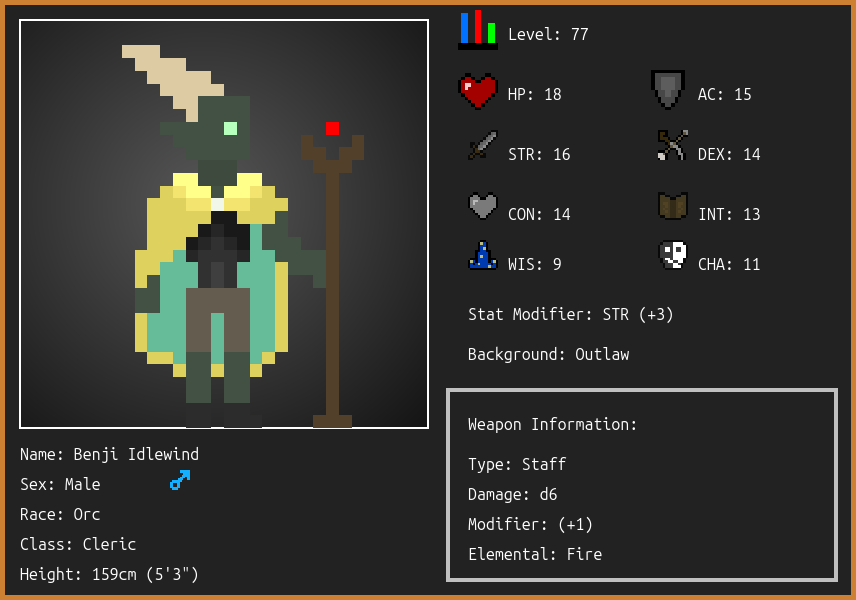 Level: 77
HP: 18
AC: 15
STR: 16
DEX: 14
CON: 14
INT: 13
WIS: 9
CHA: 11
Stat Modifier: STR (+3)
Background: Outlaw
Weapon Information:
Type: Staff
Damage: d6
Modifier: (+1)
Elemental: Fire
Name: Benji Idlewind
Sex: Male
Race: Orc
Class: Cleric
Height: 159cm (5'3")